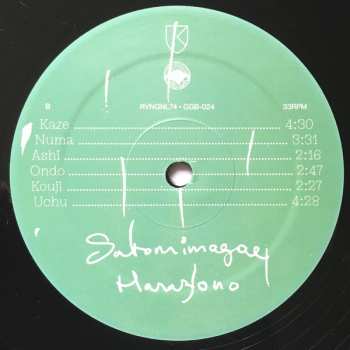 B RVNGNL74 • GGB-024 33RPM
Kaze 4:30
Numa 3:31
Ashi 2:16
Ondo 2:47
Kouji 2:27
Uchu 4:28
Satomimagae
Hanazono